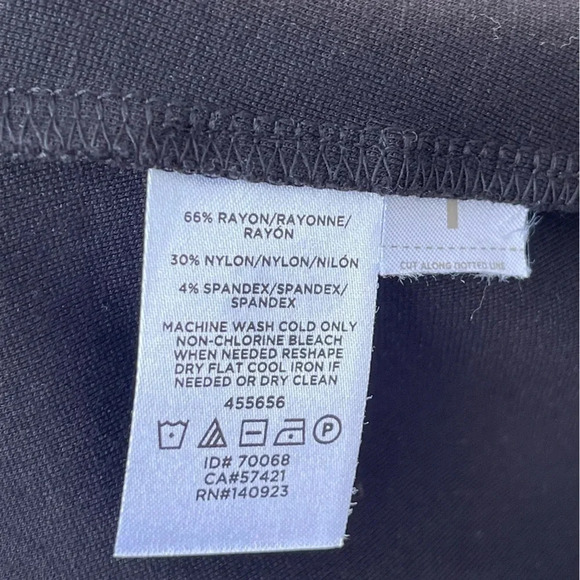 66% RAYON/RAYONNE/
RAYÓN
30% NYLON/NYLON/NILÓN
4% SPANDEX/SPANDEX/
SPANDEX
MACHINE WASH COLD ONLY
NON-CHLORINE BLEACH
WHEN NEEDED RESHAPE
DRY FLAT COOL IRON IF
NEEDED OR DRY CLEAN
455656
P
ID# 70068
CA#57421
RN#140923
CUT ALONG DOTTED LINE